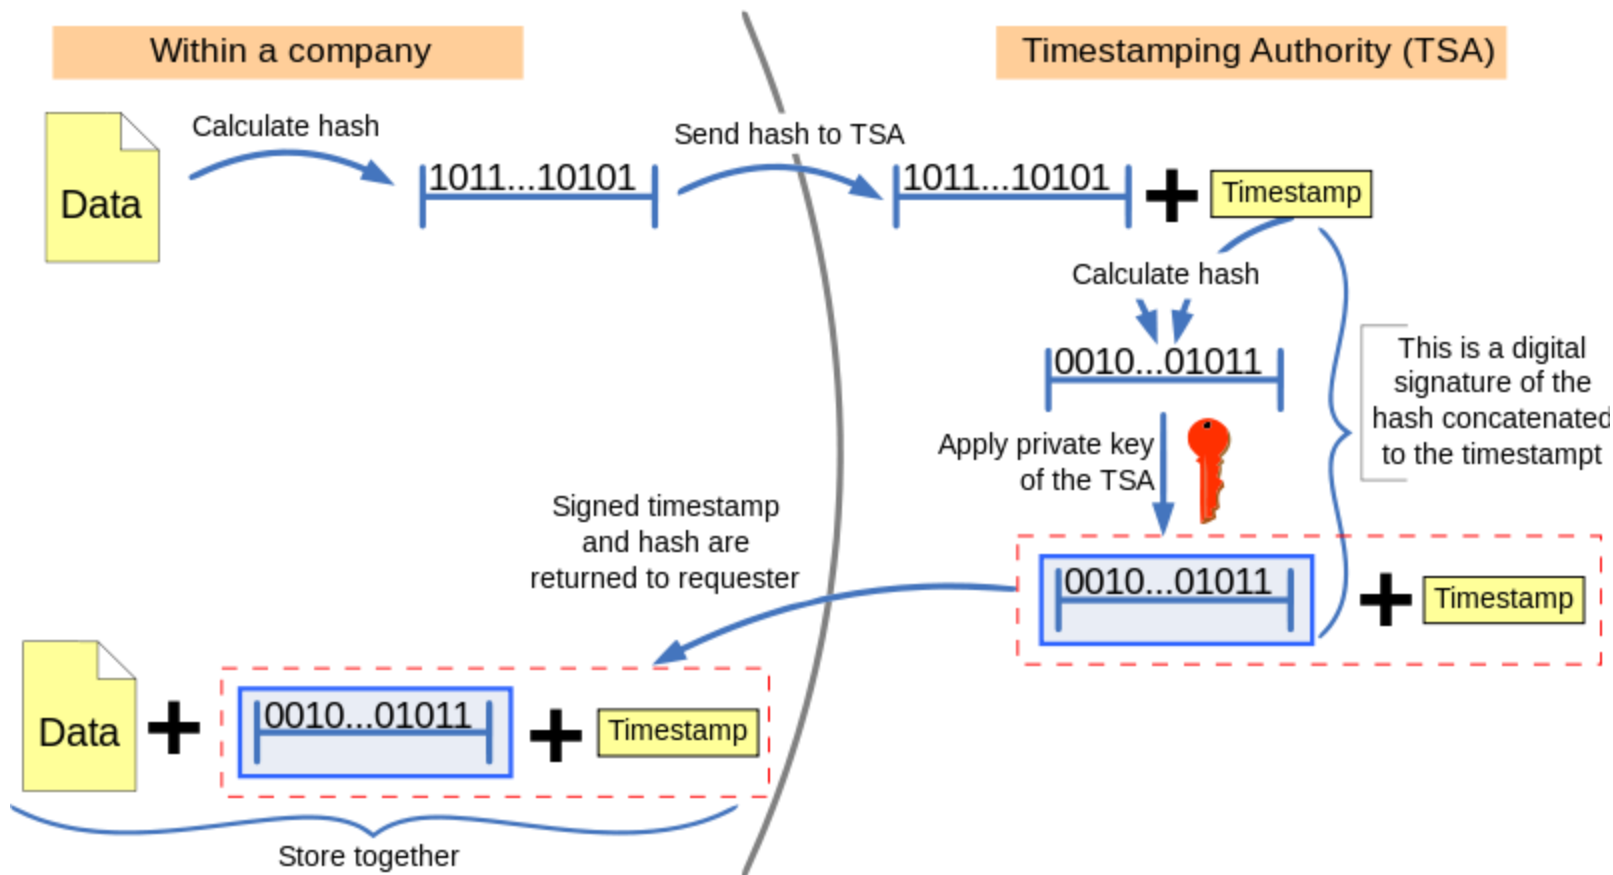 Within a company
Timestamping Authority (TSA)
Calculate hash
Send hash to TSA
Data
1011...10101
1011...10101
Timestamp
Calculate hash
0010...01011
This is a digital
signature of the
hash concatenated
to the timestampt
Apply private key
of the TSA
Signed timestamp
and hash are
returned to requester
0010...01011
Timestamp
Data
0010...01011
Timestamp
Store together